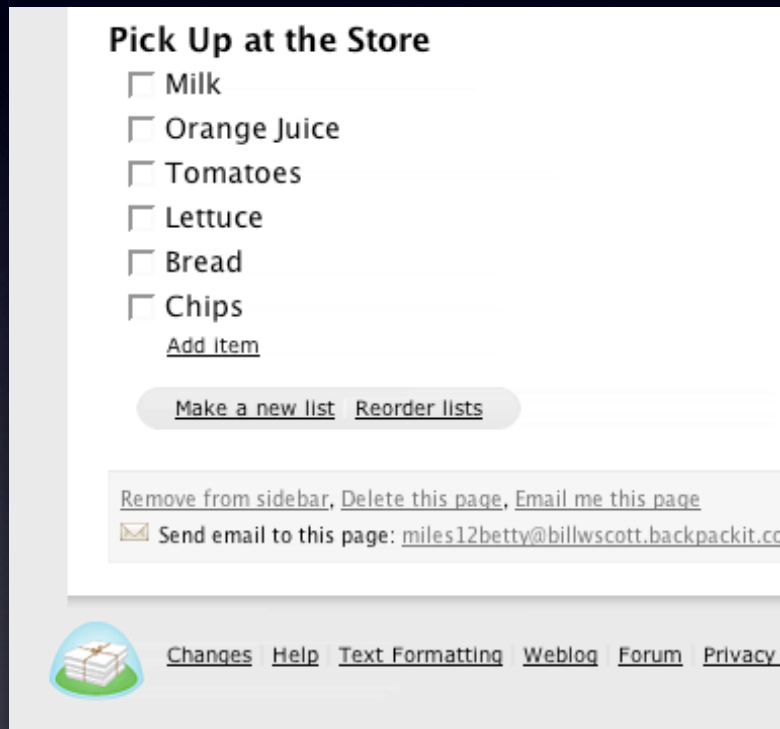 Pick Up at the Store
Milk
Orange Juice
Tomatoes
Lettuce
Bread
Chips
Add item
Make a new list Reorder lists
Remove from sidebar, Delete this page, Email me this page
Send email to this page: miles12betty@billwscott.backpackit.co
Changes Help Text Formatting Weblog Forum Privacy